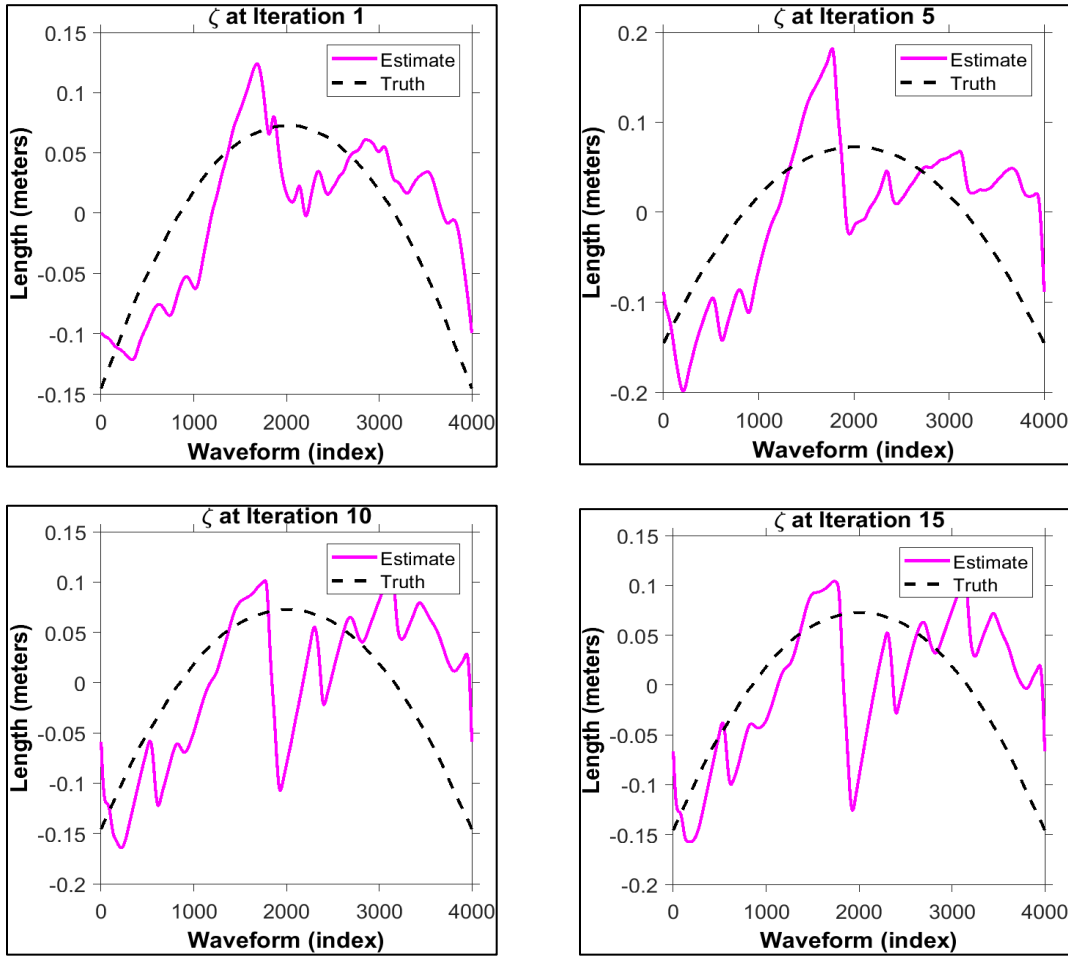 ζ at Iteration 1
0.15
0.1
0.05
0
-0.05
-0.1
-0.15
Length (meters)
Estimate
Truth
0 1000 2000 3000 4000
Waveform (index)
ζ at Iteration 5
0.2
0.1
0
-0.1
-0.2
Length (meters)
Estimate
Truth
0 1000 2000 3000 4000
Waveform (index)
ζ at Iteration 10
0.15
0.1
0.05
0
-0.05
-0.1
-0.15
-0.2
Length (meters)
Estimate
Truth
0 1000 2000 3000 4000
Waveform (index)
ζ at Iteration 15
0.15
0.1
0.05
0
-0.05
-0.1
-0.15
-0.2
Length (meters)
Estimate
Truth
0 1000 2000 3000 4000
Waveform (index)